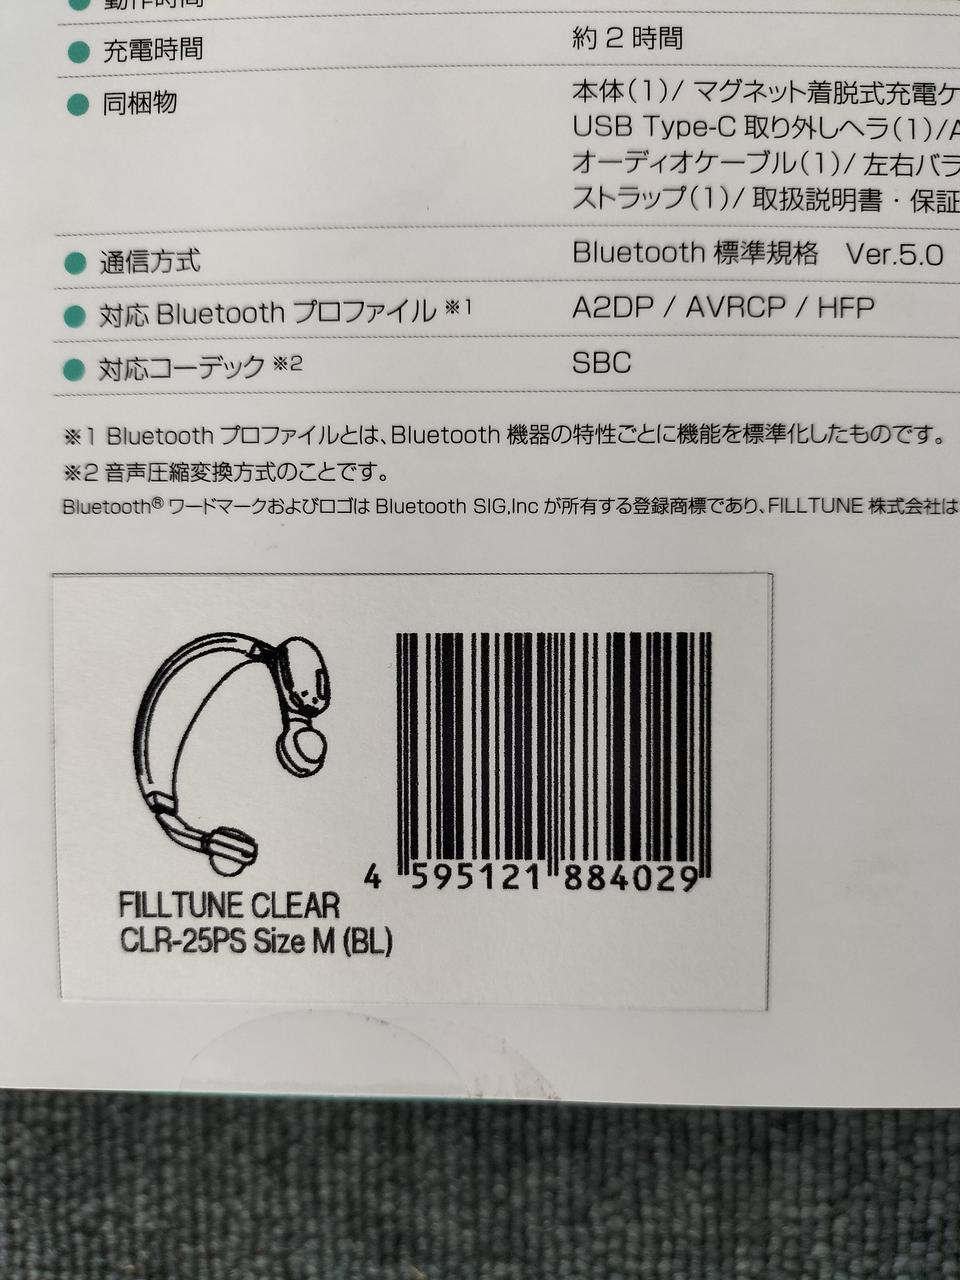 動作時間
充電時間 約 2 時間
同梱物 本体(1)/ マグネット着脱式充電ケ
USB Type-C 取り外しヘラ(1)/A
オーディオケーブル(1)/ 左右バラ
ストラップ(1)/ 取扱説明書・保証
通信方式 Bluetooth 標準規格 Ver.5.0
対応 Bluetooth プロファイル ※1 A2DP / AVRCP / HFP
対応コーデック ※2 SBC
※1 Bluetooth プロファイルとは、Bluetooth 機器の特性ごとに機能を標準化したものです。
※2 音声圧縮変換方式のことです。
Bluetooth® ワードマークおよびロゴは Bluetooth SIG,Inc が所有する登録商標であり、FILLTUNE 株式会社は
4 595121 884029
FILLTUNE CLEAR
CLR-25PS Size M (BL)